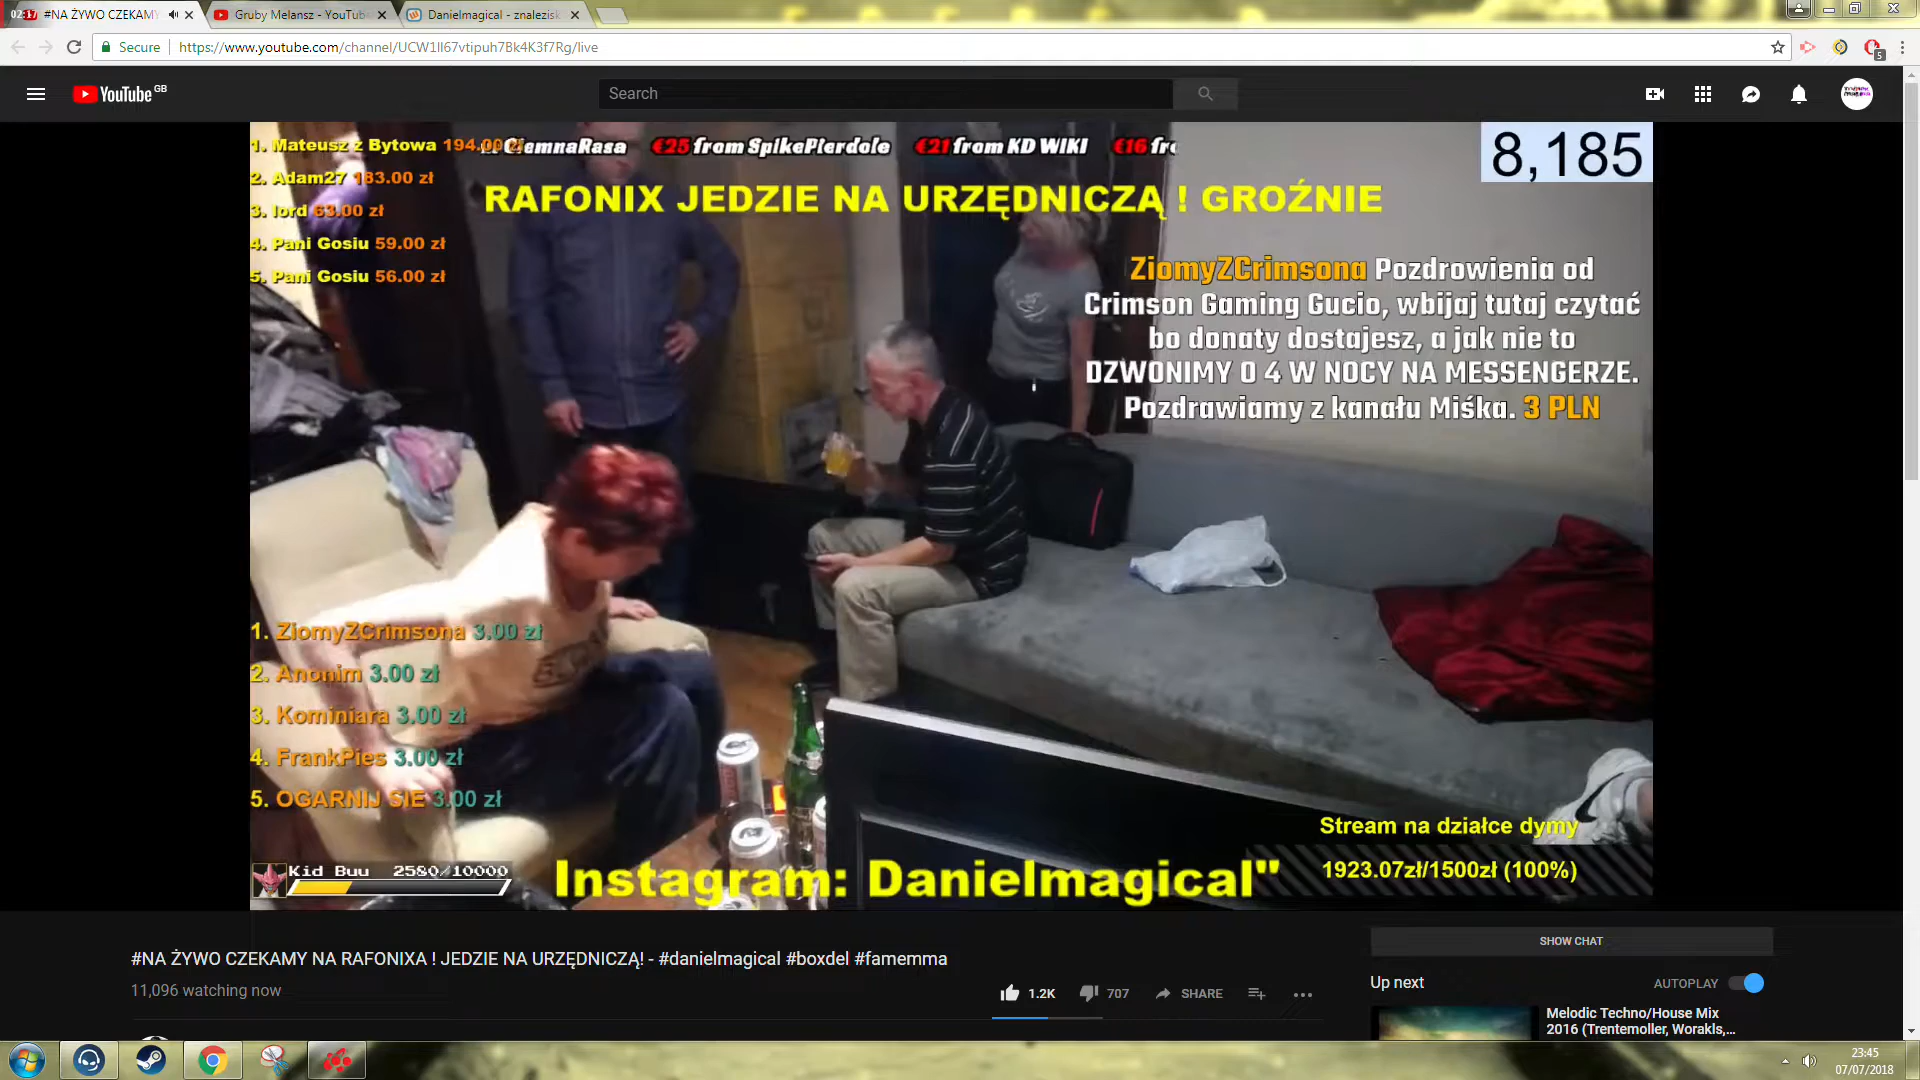 02:17 #NA ŻYWO CZEKAMY
Gruby Melansz - YouTube
Danielmagical - znalezisk
Secure
https://www.youtube.com/channel/UCW1Il67vtipuh7Bk4K3f7Rg/live
5
YouTube GB
Search
1. Mateusz z Bytowa 194.00 zł
CiemnaRasa €25 from SpikePierdole €21 from KD WIKI €16 fr
8,185
2. Adam27 183.00 zł
RAFONIX JEDZIE NA URZĘDNICZĄ ! GROŹNIE
3. lord 63.00 zł
4. Pani Gosiu 59.00 zł
5. Pani Gosiu 56.00 zł
ZiomyZCrimsona Pozdrowienia od
Crimson Gaming Gucio, wbijaj tutaj czytać
bo donaty dostajesz, a jak nie to
DZWONIMY O 4 W NOCY NA MESSENGERZE.
Pozdrawiamy z kanału Miśka. 3 PLN
1. ZiomyZCrimsona 3.00 zł
2. Anonim 3.00 zł
3. Kominiara 3.00 zł
4. FrankPies 3.00 zł
5. OGARNIJ SIE 3.00 zł
Stream na działce dymy
1923.07zł/1500zł (100%)
Kid Buu 2580/10000
Instagram: Danielmagical"
#NA ŻYWO CZEKAMY NA RAFONIXA ! JEDZIE NA URZĘDNICZĄ! - #danielmagical #boxdel #famemma
11,096 watching now
1.2K
707
SHARE
SHOW CHAT
Up next
AUTOPLAY
Melodic Techno/House Mix
2016 (Trentemoller, Worakls,...
23:45
07/07/2018